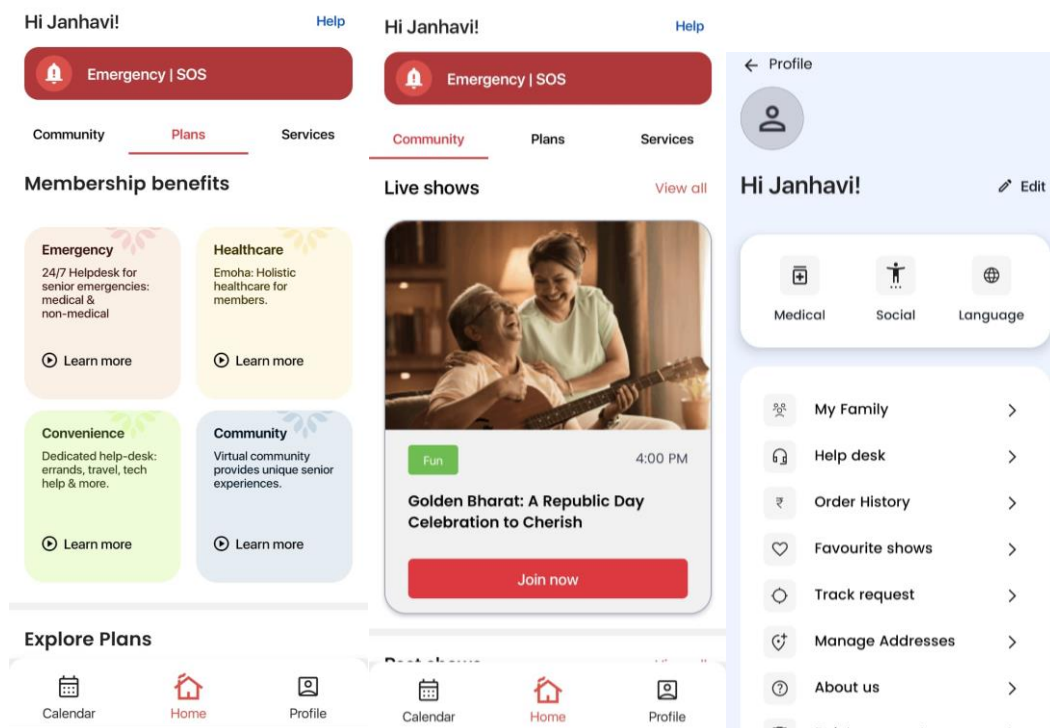 Hi Janhavi!
Help
Emergency | SOS
Community
Plans
Services
Membership benefits
Emergency
24/7 Helpdesk for
senior emergencies:
medical &
non-medical
Learn more
Healthcare
Emoha: Holistic
healthcare for
members.
Learn more
Convenience
Dedicated help-desk:
errands, travel, tech
help & more.
Learn more
Community
Virtual community
provides unique senior
experiences.
Learn more
Explore Plans
Calendar
Home
Profile
Hi Janhavi!
Help
Emergency | SOS
Community
Plans
Services
Live shows
View all
Fun
4:00 PM
Golden Bharat: A Republic Day
Celebration to Cherish
Join now
Calendar
Home
Profile
Profile
Hi Janhavi!
Edit
Medical
Social
Language
My Family
Help desk
₹
Order History
Favourite shows
Track request
Manage Addresses
About us